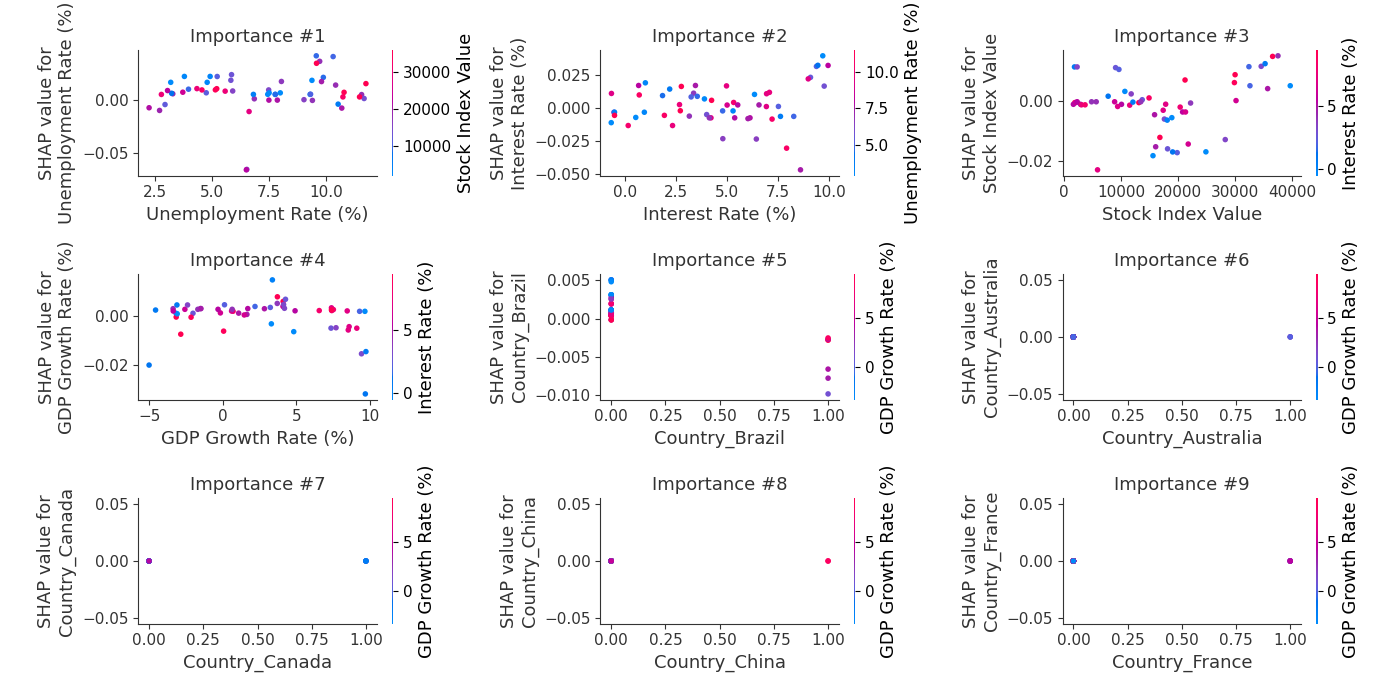 Importance #1
SHAP value for
Unemployment Rate (%)
0.00
−0.05
2.5 5.0 7.5 10.0
Unemployment Rate (%)
30000
20000
10000
Stock Index Value
Importance #2
SHAP value for
Interest Rate (%)
0.025
0.000
−0.025
−0.050
0.0 2.5 5.0 7.5 10.0
Interest Rate (%)
10.0
7.5
5.0
Unemployment Rate (%)
Importance #3
SHAP value for
Stock Index Value
0.00
−0.02
0 10000 20000 30000 40000
Stock Index Value
5
0
Interest Rate (%)
Importance #4
SHAP value for
GDP Growth Rate (%)
0.00
−0.02
−5 0 5 10
GDP Growth Rate (%)
5
0
Interest Rate (%)
Importance #5
SHAP value for
Country_Brazil
0.005
0.000
−0.005
−0.010
0.00 0.25 0.50 0.75 1.00
Country_Brazil
5
0
GDP Growth Rate (%)
Importance #6
SHAP value for
Country_Australia
0.05
0.00
−0.05
0.00 0.25 0.50 0.75 1.00
Country_Australia
5
0
GDP Growth Rate (%)
Importance #7
SHAP value for
Country_Canada
0.05
0.00
−0.05
0.00 0.25 0.50 0.75 1.00
Country_Canada
5
0
GDP Growth Rate (%)
Importance #8
SHAP value for
Country_China
0.05
0.00
−0.05
0.00 0.25 0.50 0.75 1.00
Country_China
5
0
GDP Growth Rate (%)
Importance #9
SHAP value for
Country_France
0.05
0.00
−0.05
0.00 0.25 0.50 0.75 1.00
Country_France
5
0
GDP Growth Rate (%)